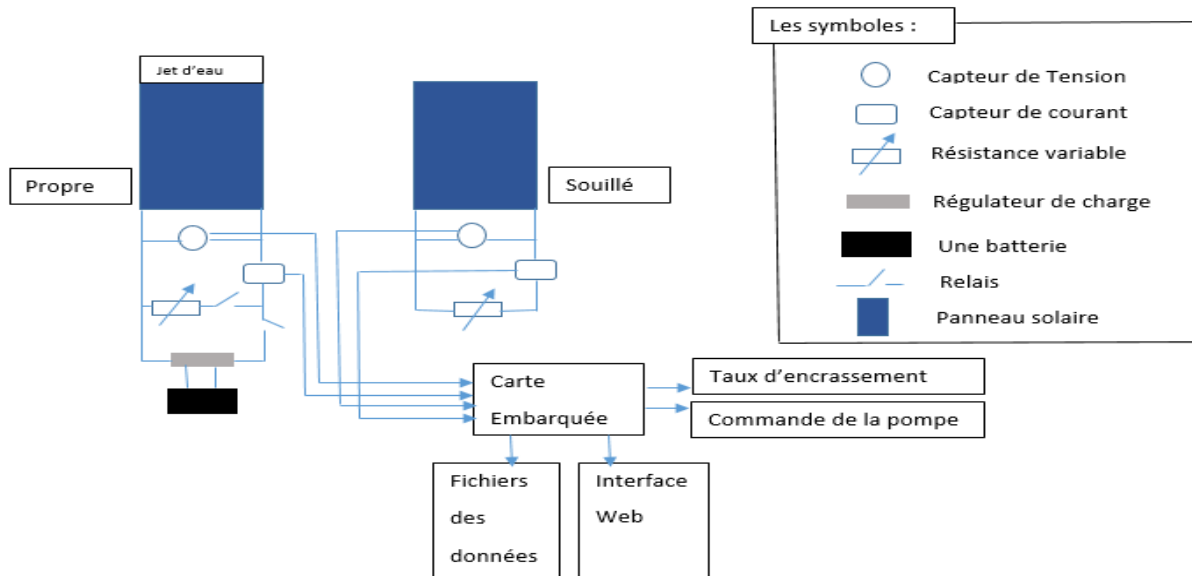 Les symboles :
Jet d'eau
Capteur de Tension
Capteur de courant
Résistance variable
Propre
Souillé
Régulateur de charge
Une batterie
Relais
Panneau solaire
Carte
Embarquée
Taux d'encrassement
Commande de la pompe
Fichiers
des
données
Interface
Web